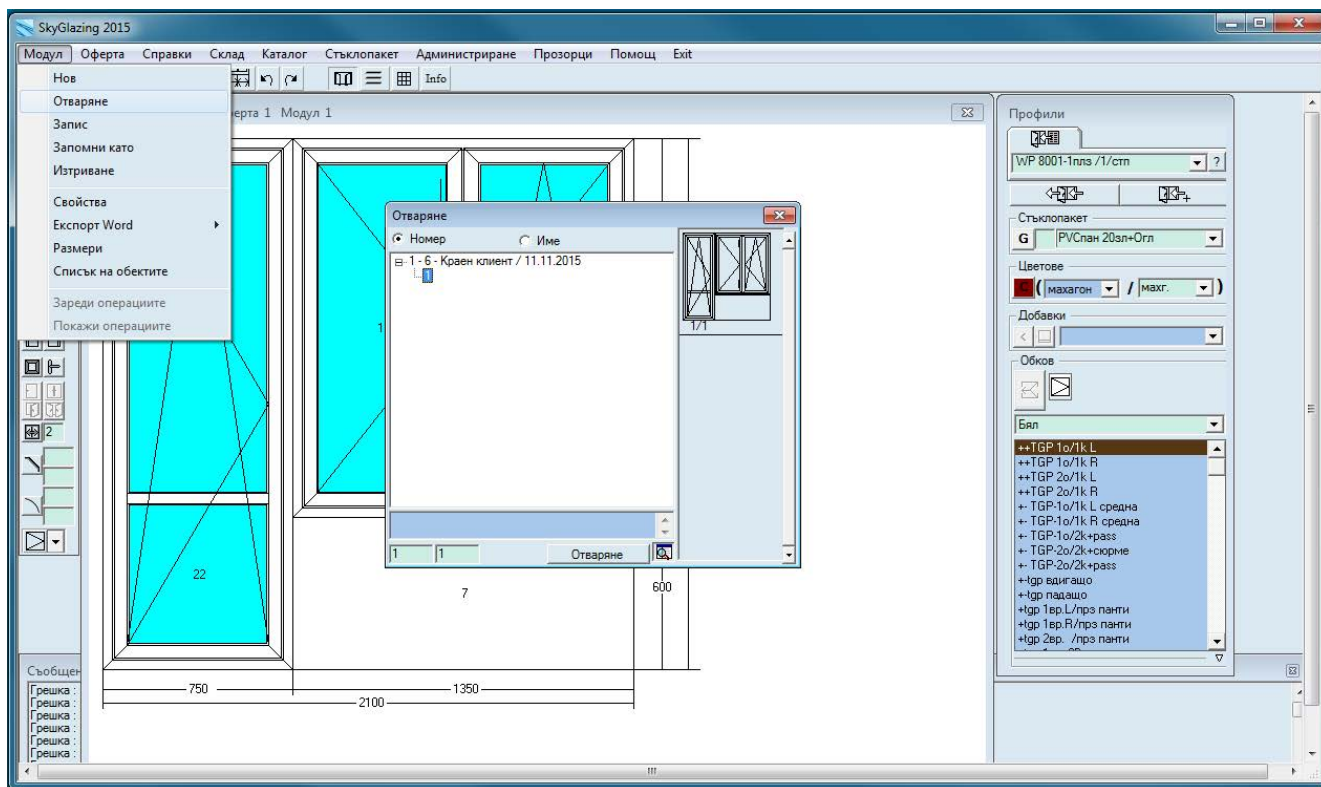 SkyGlazing 2015
Модул Оферта Справки Склад Каталог Стъклопакет Администриране Прозорци Помощ Exit
Info
Нов
Отваряне
Запис
Запомни като
Изтриване
Свойства
Експорт Word
Размери
Списък на обектите
Зареди операциите
Покажи операциите
ерта 1 Модул 1
Отваряне
Номер Име
1 - 6 - Краен клиент / 11.11.2015
1
1/1
1 1 Отваряне
1
22
7
600
750 1350
2100
2
Профили
WP 8001-1плз /1/стп ?
Стъклопакет
G PVCпан 20зл+Огл
Цветове
C ( махагон / махг. )
Добавки
<
Обков
Бял
++TGP 1o/1k L
++TGP 1o/1k R
++TGP 2o/1k L
++TGP 2o/1k R
+- TGP-1o/1k L средна
+- TGP-1o/1k R средна
+- TGP-1o/2k+pass
+- TGP-2o/2k+сюрме
+- TGP-2o/2k+pass
+-tgp вдигащо
+-tgp падащо
+tgp 1вр.L/прз панти
+tgp 1вр.R/прз панти
+tgp 2вр. /прз панти
Съобщен
Грешка :
Грешка :
Грешка :
Грешка :
Грешка :
Грешка :